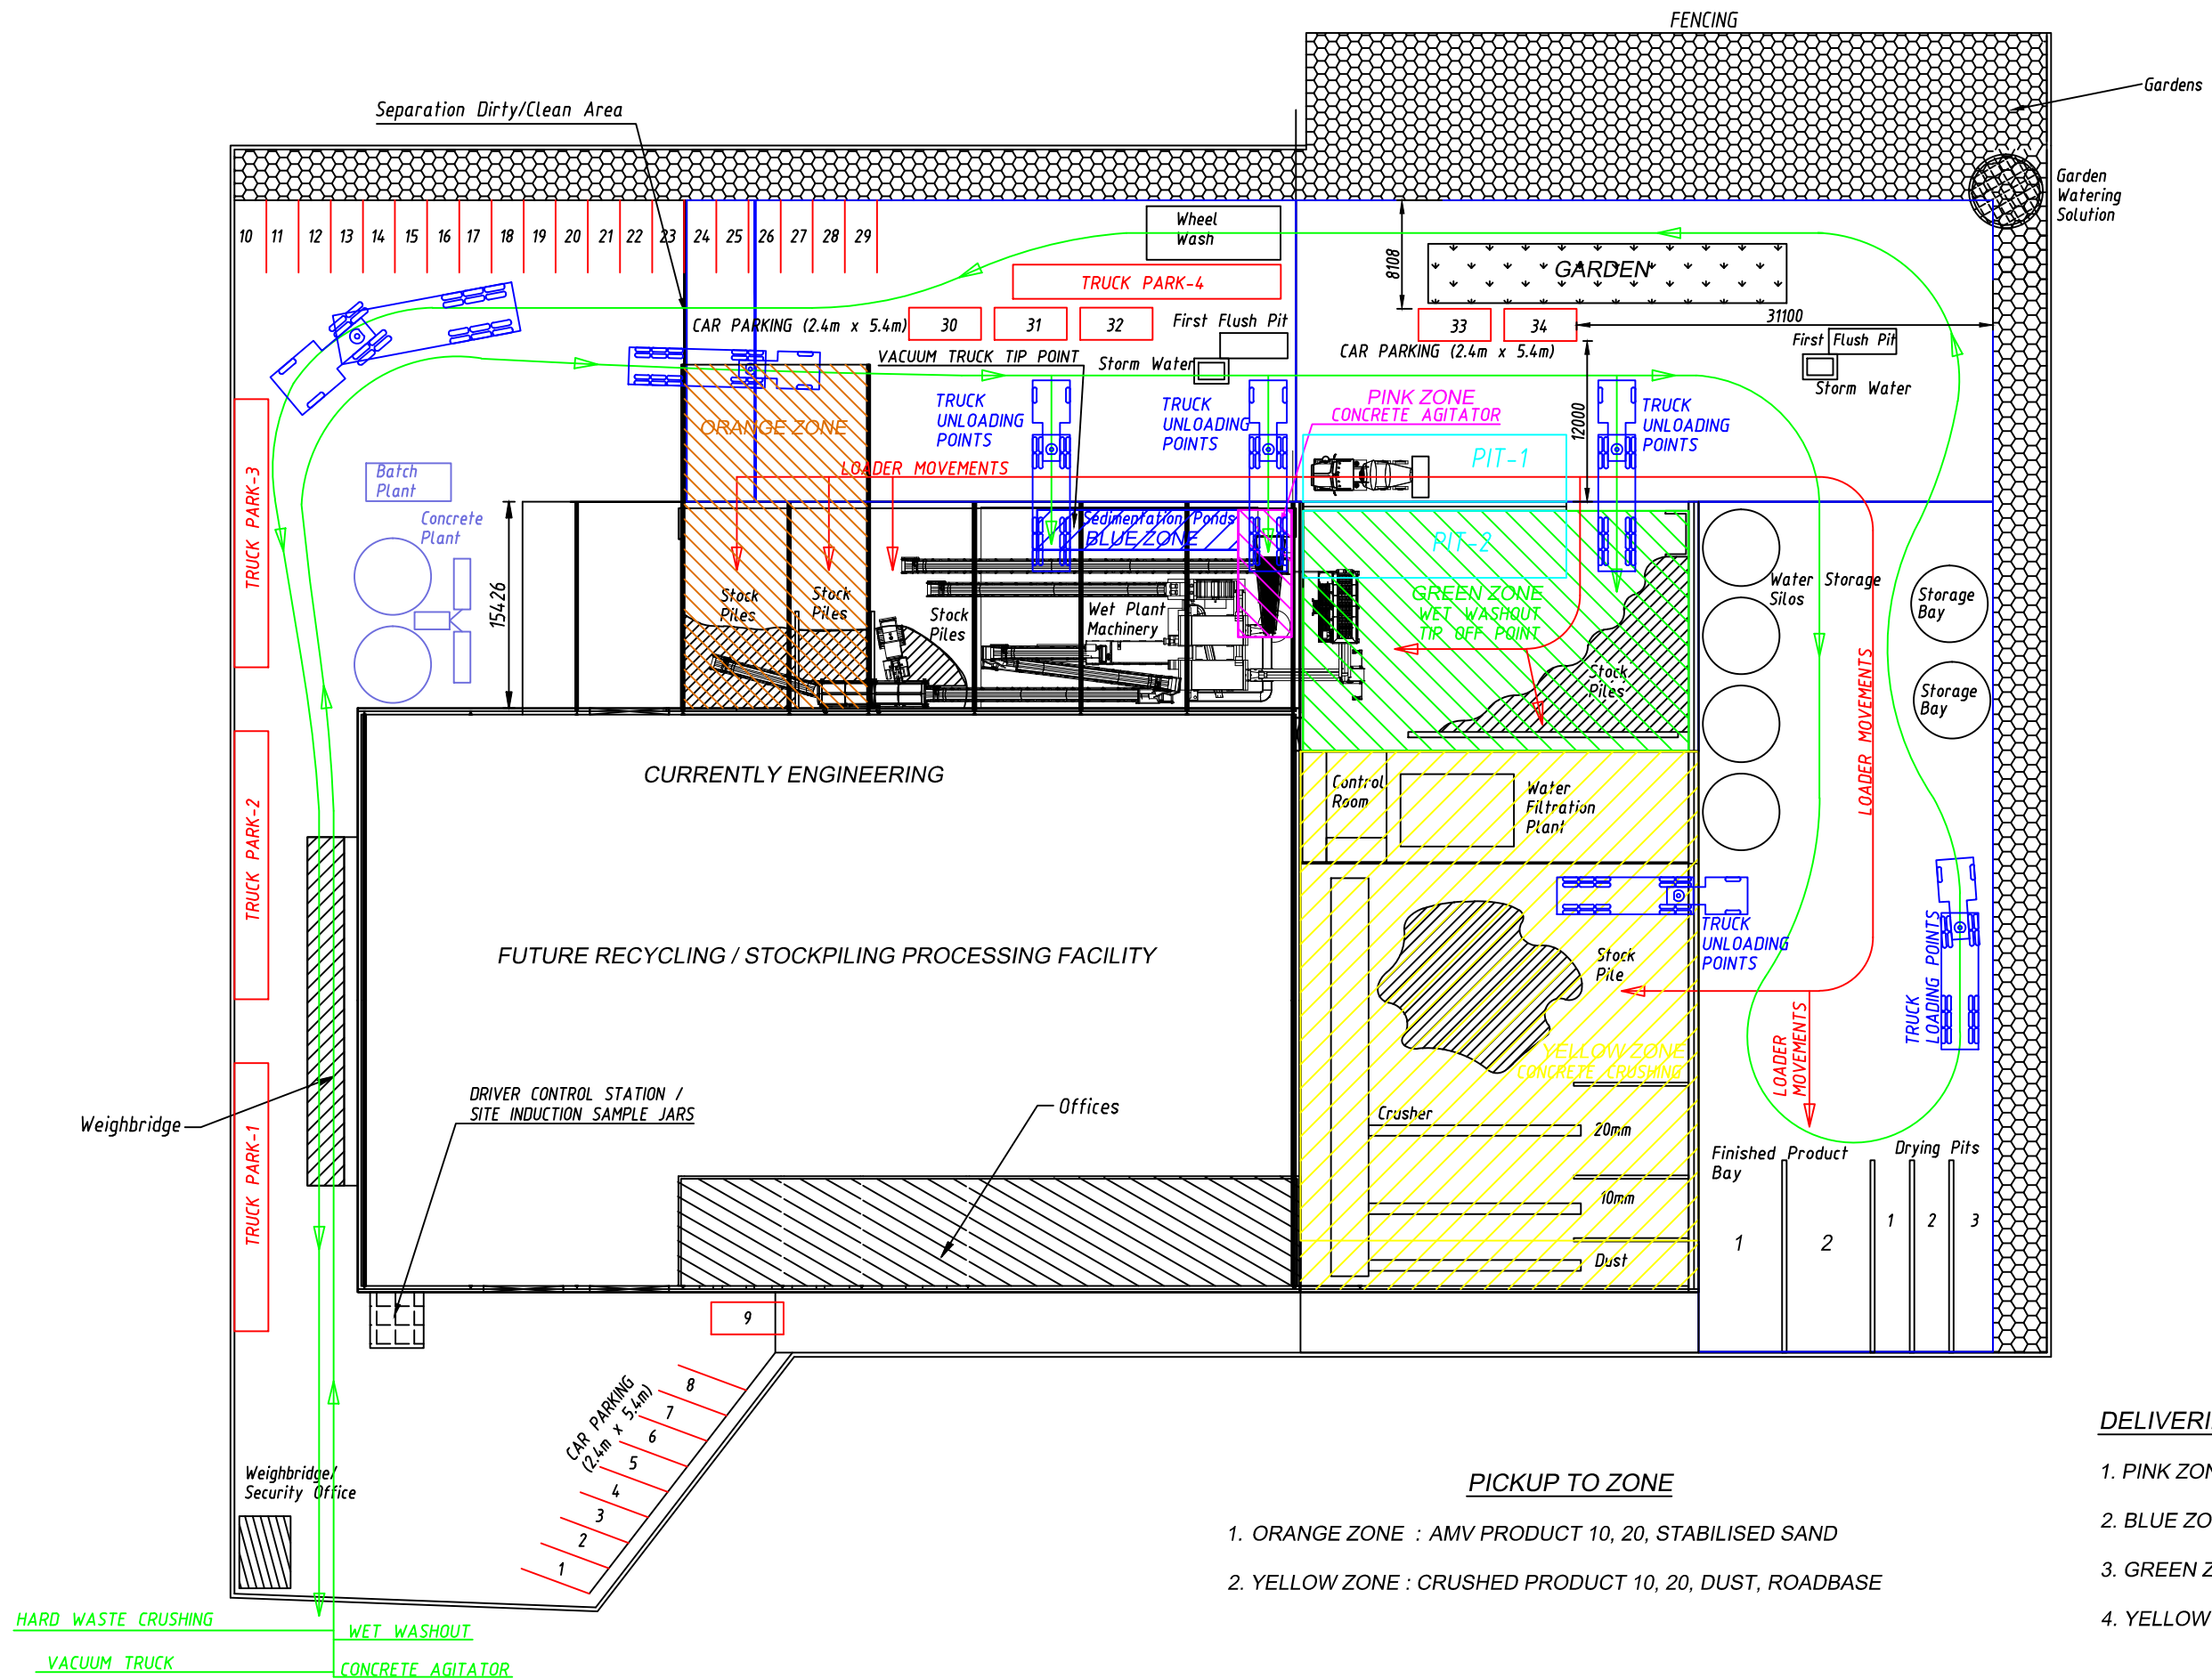 FENCING
Gardens
Separation Dirty/Clean Area
Garden
Watering
Solution
10 11 12 13 14 15 16 17 18 19 20 21 22 23 24 25 26 27 28 29
Wheel
Wash
8108
GARDEN
TRUCK PARK-4
CAR PARKING (2.4m x 5.4m)
30
31
32
First Flush Pit
33
34
31100
CAR PARKING (2.4m x 5.4m)
First Flush Pit
VACUUM TRUCK TIP POINT
Storm Water
Storm Water
TRUCK
UNLOADING
POINTS
TRUCK
UNLOADING
POINTS
PINK ZONE
CONCRETE AGITATOR
12000
TRUCK
UNLOADING
POINTS
ORANGE ZONE
LOADER MOVEMENTS
PIT-1
Batch
Plant
TRUCK PARK-3
Concrete
Plant
15426
Sedimentation Ponds
BLUE ZONE
PIT-2
GREEN ZONE
WET WASHOUT
TIP OFF POINT
Stock
Piles
Stock
Piles
Stock
Piles
Wet Plant
Machinery
Stock
Piles
Water Storage
Silos
Storage
Bay
Storage
Bay
LOADER MOVEMENTS
CURRENTLY ENGINEERING
Control
Room
Water
Filtration
Plant
TRUCK PARK-2
FUTURE RECYCLING / STOCKPILING PROCESSING FACILITY
TRUCK
UNLOADING
POINTS
Stock
Pile
TRUCK
LOADING POINTS
LOADER
MOVEMENTS
YELLOW ZONE
CONCRETE CRUSHING
DRIVER CONTROL STATION /
SITE INDUCTION SAMPLE JARS
Offices
Weighbridge
TRUCK PARK-1
Crusher
20mm
10mm
Dust
Finished Product
Bay
Drying Pits
1
2
1
2
3
9
CAR PARKING
(2.4m x 5.4m)
8
7
6
5
4
3
2
1
Weighbridge/
Security Office
PICKUP TO ZONE
1. ORANGE ZONE : AMV PRODUCT 10, 20, STABILISED SAND
2. YELLOW ZONE : CRUSHED PRODUCT 10, 20, DUST, ROADBASE
DELIVERI
1. PINK ZON
2. BLUE ZO
3. GREEN Z
4. YELLOW
HARD WASTE CRUSHING
WET WASHOUT
VACUUM TRUCK
CONCRETE AGITATOR